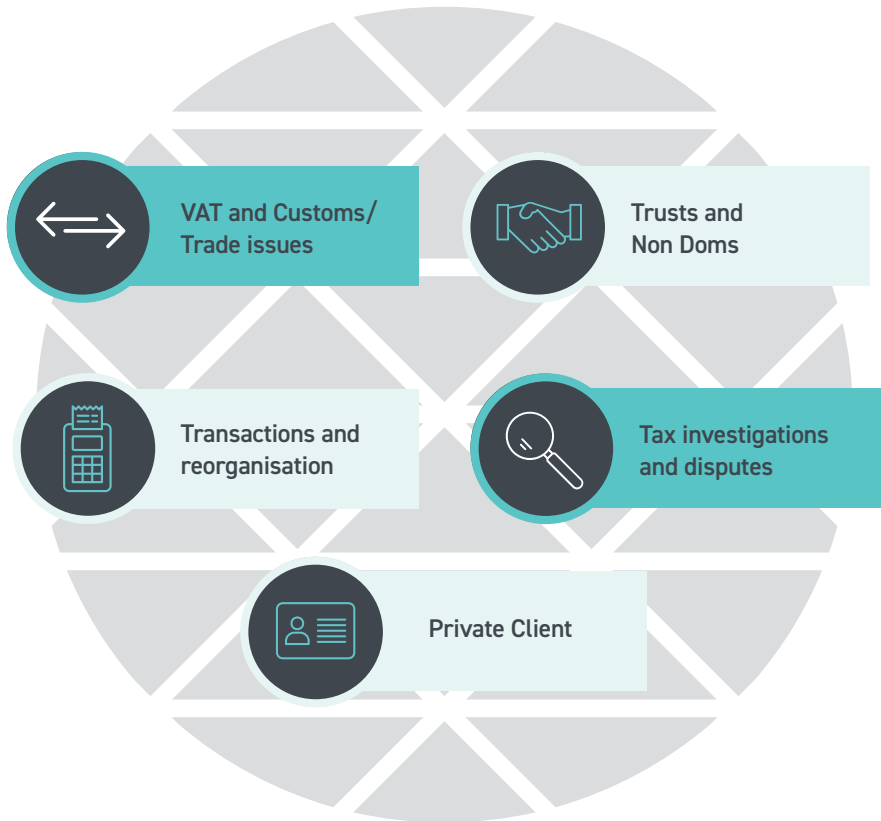 VAT and Customs/
Trade issues
Trusts and
Non Doms
Transactions and
reorganisation
Tax investigations
and disputes
Private Client